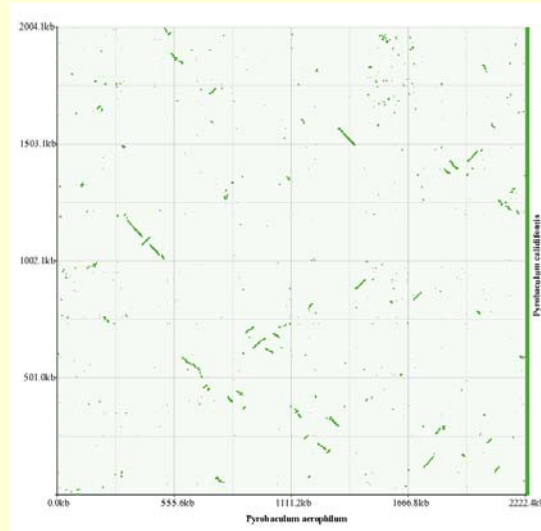 2004.1kb
1503.1kb
1002.1kb
501.0kb
0.0kb 555.6kb 1111.2kb 1666.8kb 2222.4kb
Pyrobaculum aerophilum
Pyrobaculum calidifontis